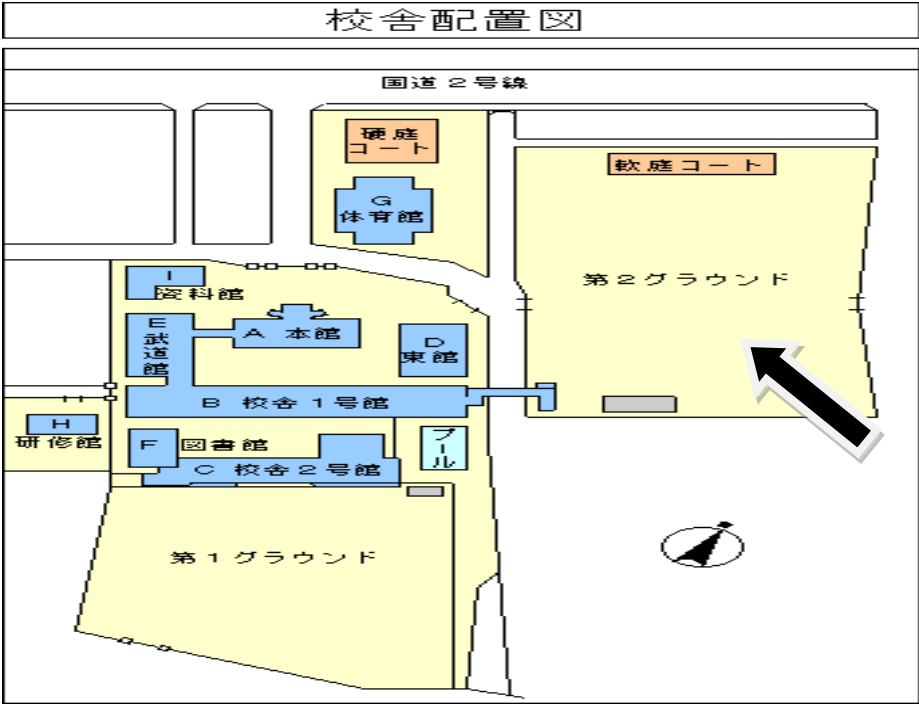 校舎配置図
国道２号線
硬庭
コート
軟庭コート
G
体育館
第２グラウンド
I
資料館
E
武
道
館
A 本館
D
東館
B 校舎１号館
H
研修館
F 図書館
プール
C 校舎２号館
第１グラウンド